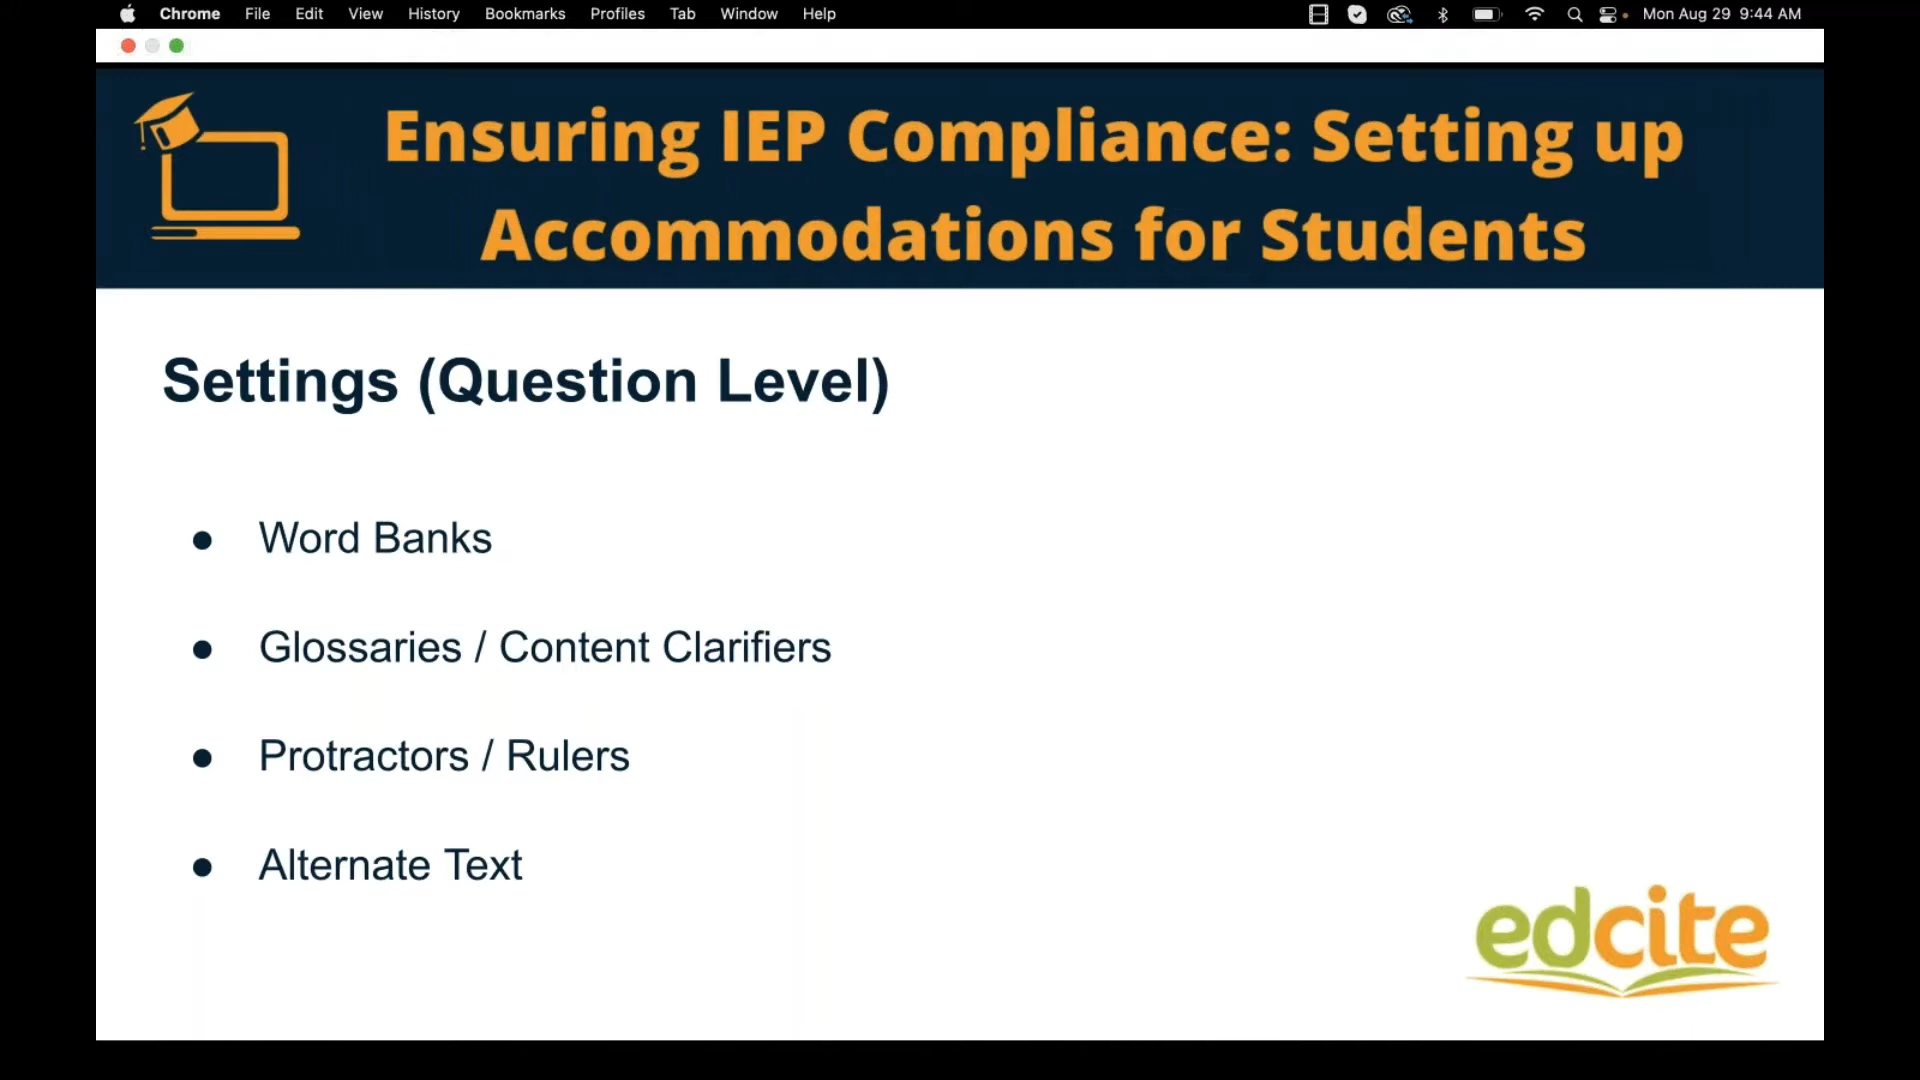 Chrome File Edit View History Bookmarks Profiles Tab Window Help Mon Aug 29 9:44 AM
Ensuring IEP Compliance: Setting up
Accommodations for Students
Settings (Question Level)
● Word Banks
● Glossaries / Content Clarifiers
● Protractors / Rulers
● Alternate Text
edcite